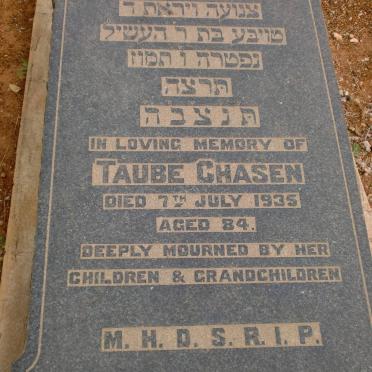 צנועה ויראת ד
טויבע בת ר העשיל
נפטרה ו תמוז
תרצה
תנצבה
IN LOVING MEMORY OF
TAUBE CHASEN
DIED 7TH JULY 1935
AGED 84.
DEEPLY MOURNED BY HER
CHILDREN & GRANDCHILDREN
M.H.D.S.R.I.P.